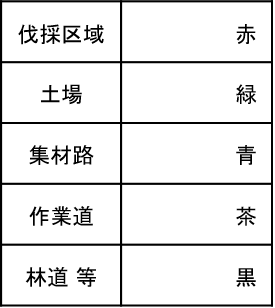 伐採区域 赤
土場 緑
集材路 青
作業道 茶
林道 等 黒